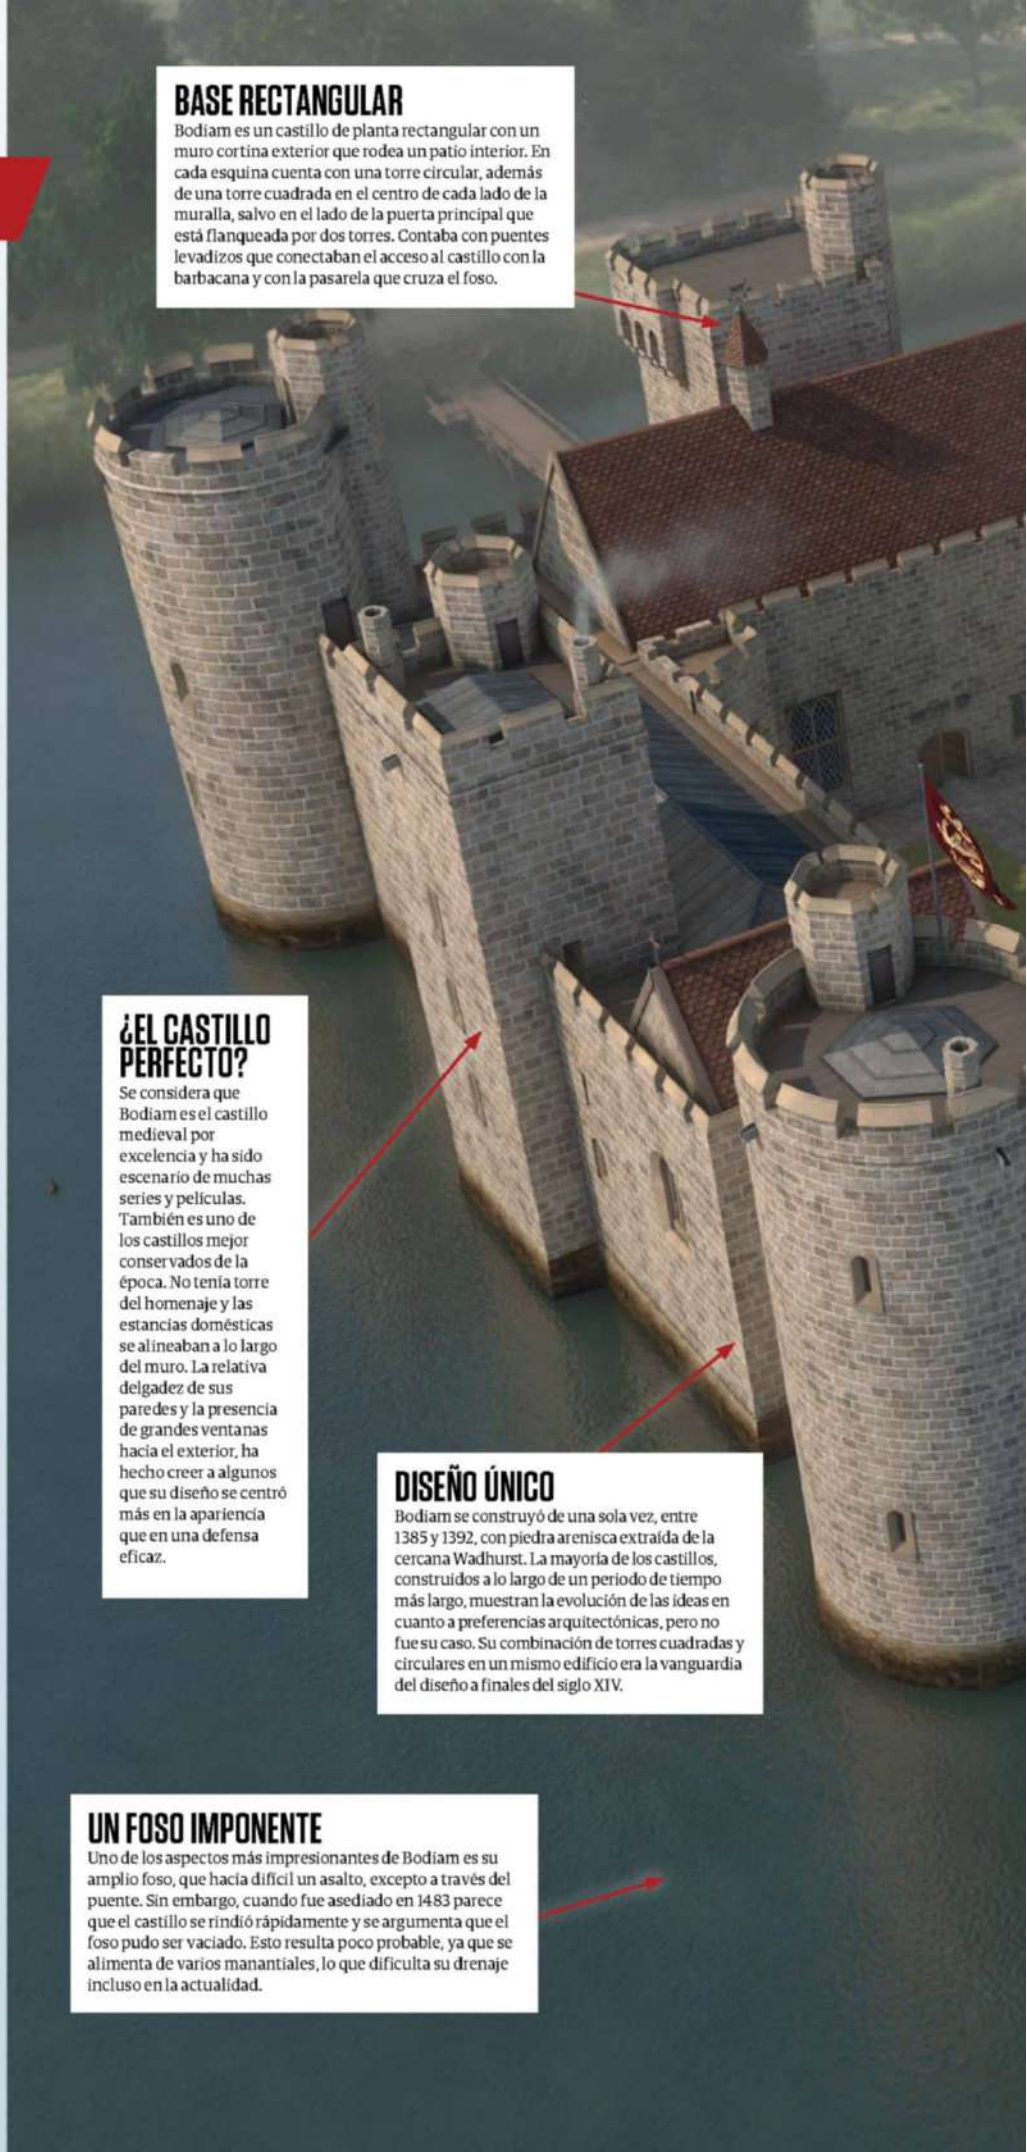 BASE RECTANGULAR
Bodiam es un castillo de planta rectangular con un
muro cortina exterior que rodea un patio interior. En
cada esquina cuenta con una torre circular, además
de una torre cuadrada en el centro de cada lado de la
muralla, salvo en el lado de la puerta principal que
está flanqueada por dos torres. Contaba con puentes
levadizos que conectaban el acceso al castillo con la
barbacana y con la pasarela que cruza el foso.
¿EL CASTILLO
PERFECTO?
Se considera que
Bodiam es el castillo
medieval por
excelencia y ha sido
escenario de muchas
series y películas.
También es uno de
los castillos mejor
conservados de la
época. No tenía torre
del homenaje y las
estancias domésticas
se alineaban a lo largo
del muro. La relativa
delgadez de sus
paredes y la presencia
de grandes ventanas
hacia el exterior, ha
hecho creer a algunos
que su diseño se centró
más en la apariencia
que en una defensa
eficaz.
DISEÑO ÚNICO
Bodiam se construyó de una sola vez, entre
1385 y 1392, con piedra arenisca extraída de la
cercana Wadhurst. La mayoría de los castillos,
construidos a lo largo de un periodo de tiempo
más largo, muestran la evolución de las ideas en
cuanto a preferencias arquitectónicas, pero no
fue su caso. Su combinación de torres cuadradas y
circulares en un mismo edificio era la vanguardia
del diseño a finales del siglo XIV.
UN FOSO IMPONENTE
Uno de los aspectos más impresionantes de Bodiam es su
amplio foso, que hacía difícil un asalto, excepto a través del
puente. Sin embargo, cuando fue asediado en 1483 parece
que el castillo se rindió rápidamente y se argumenta que el
foso pudo ser vaciado. Esto resulta poco probable, ya que se
alimenta de varios manantiales, lo que dificulta su drenaje
incluso en la actualidad.